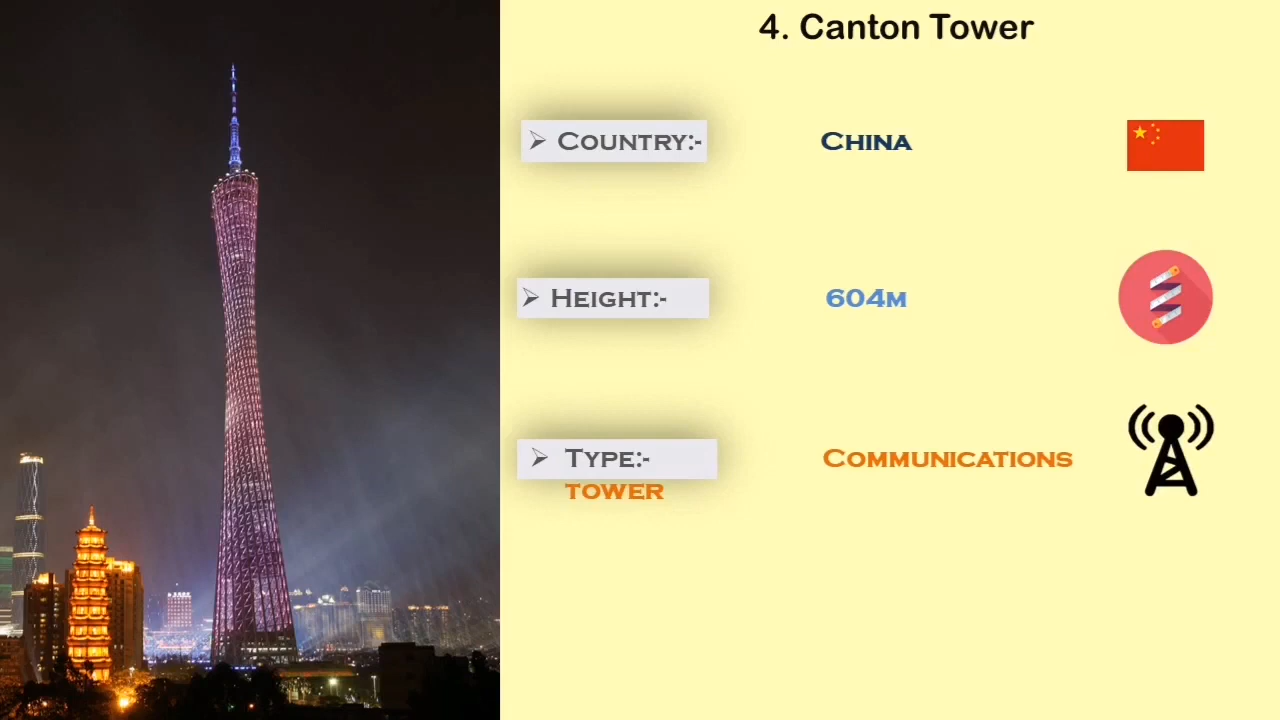 4. Canton Tower
➢ Country:- China
➢ Height:- 604m
➢ Type:- Communications
tower